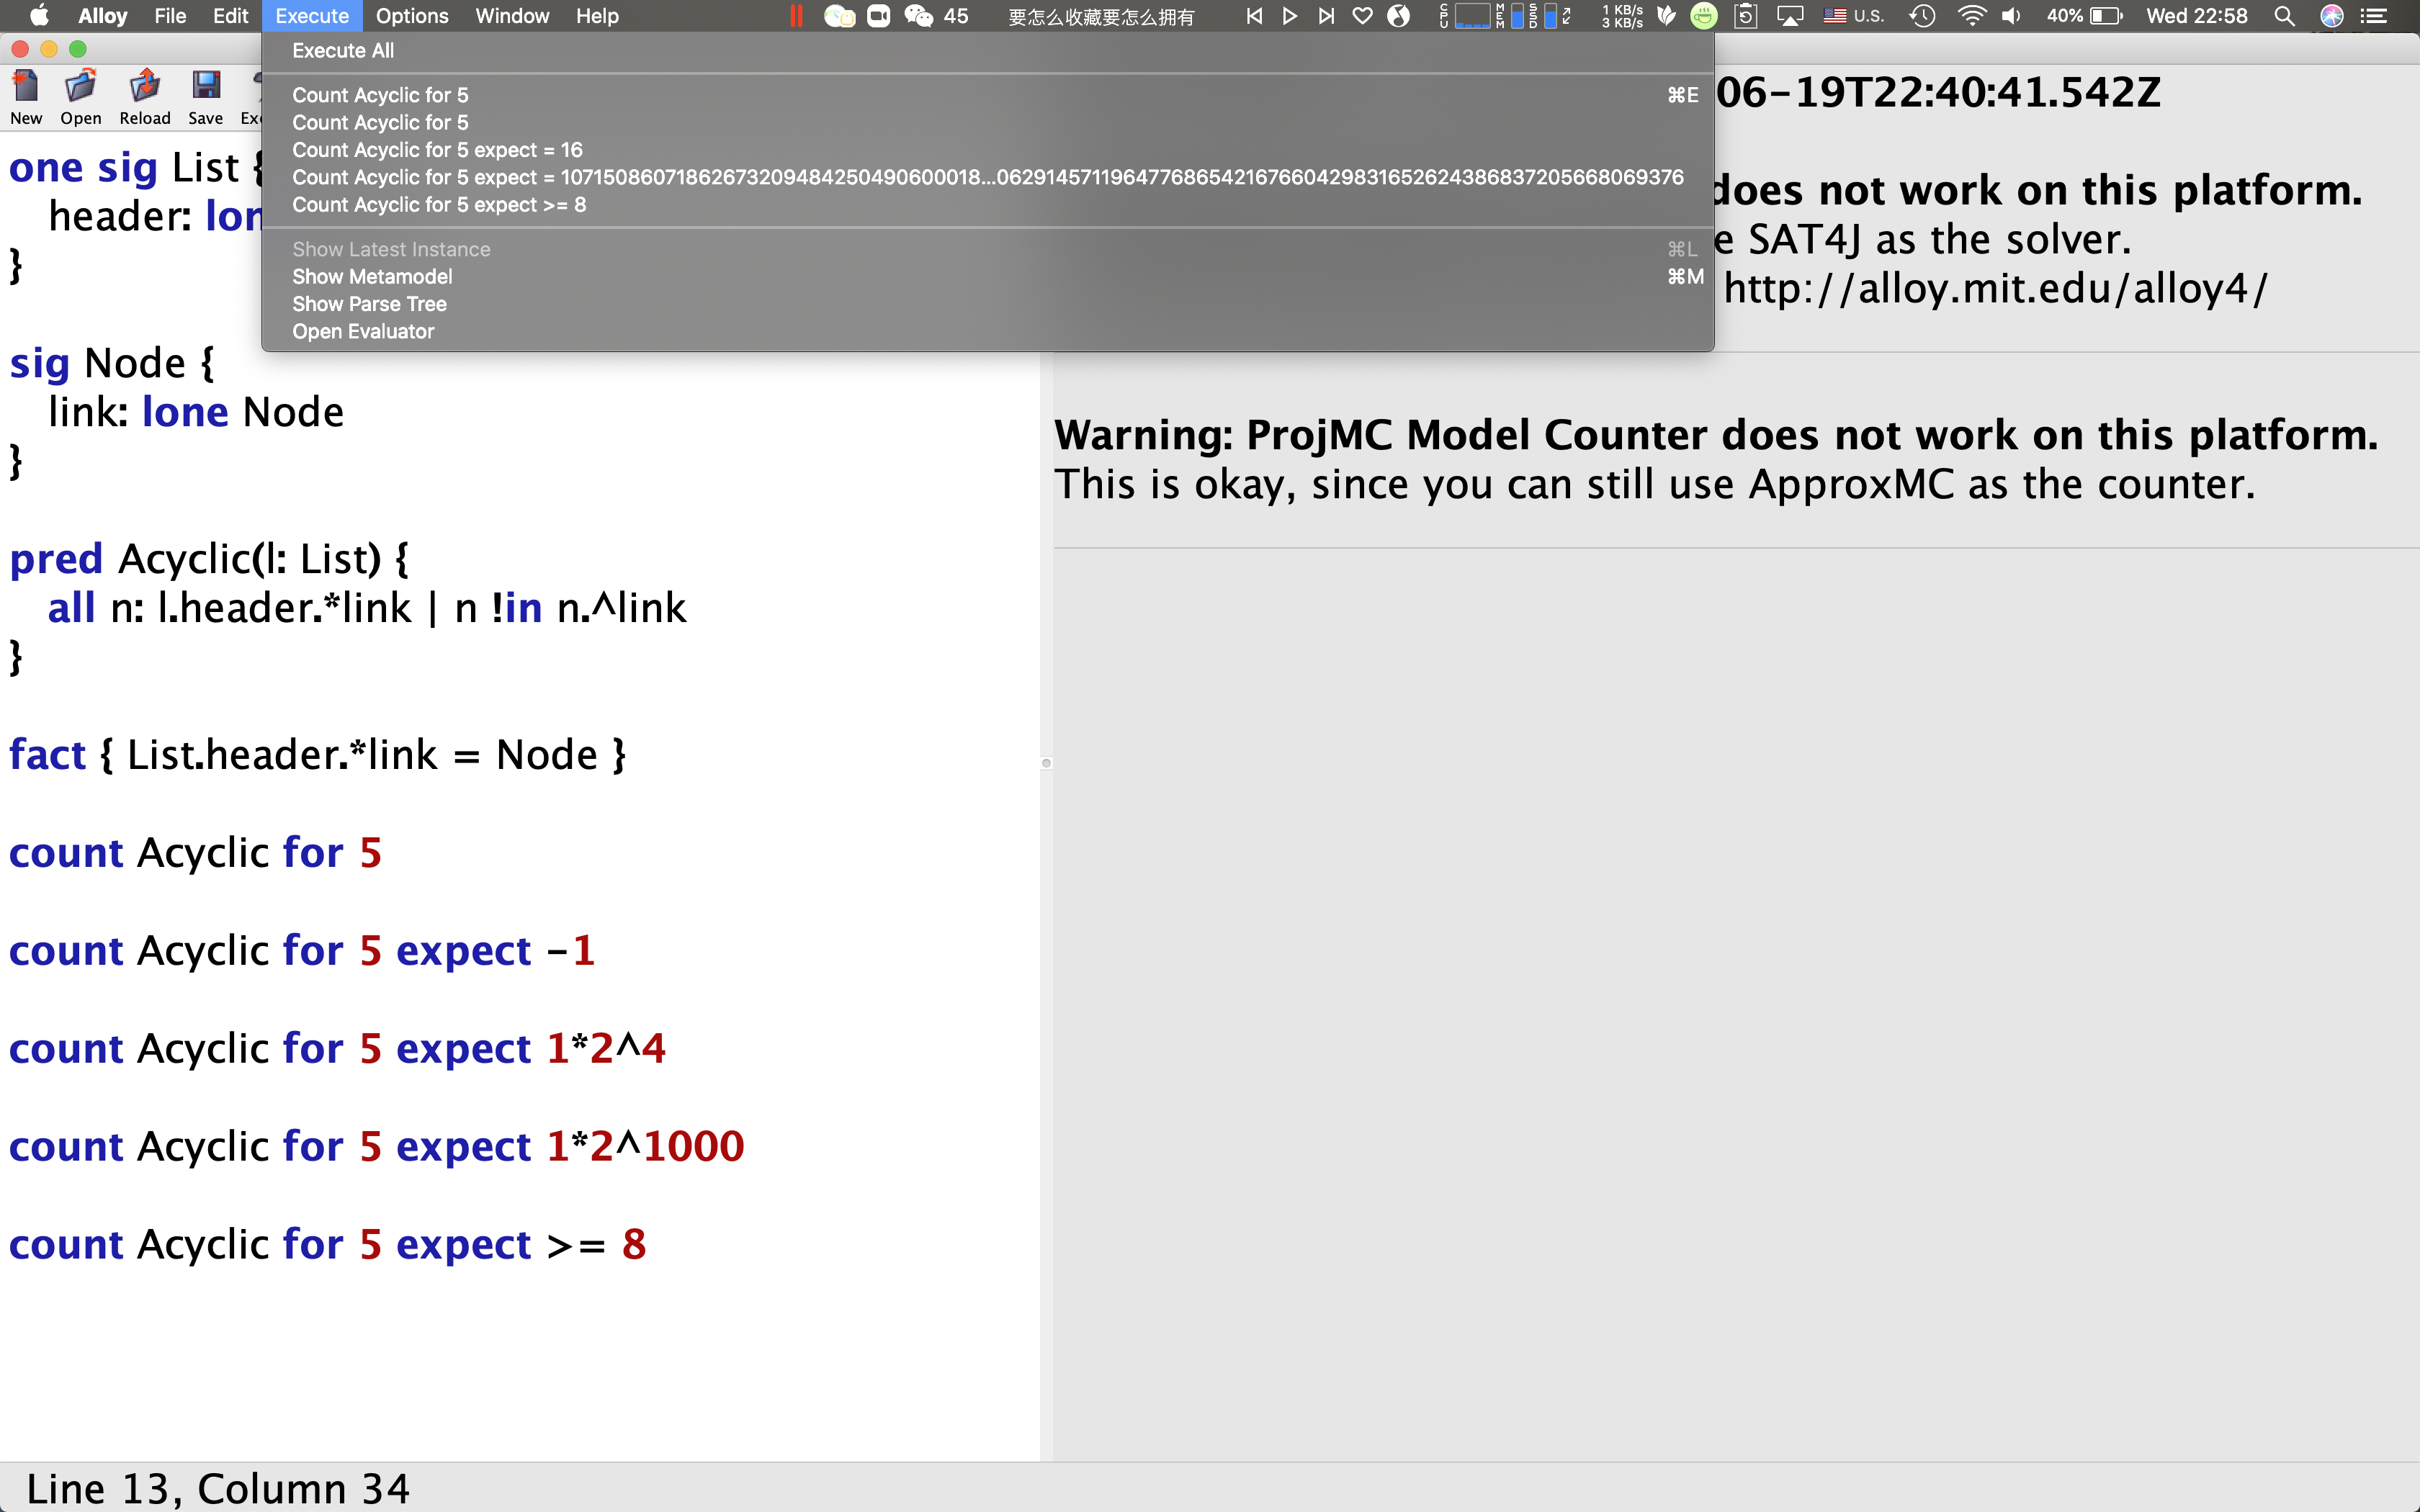 Alloy File Edit Execute Options Window Help 45 要怎么收藏要怎么拥有 CPU MEM SSD 1 KB/s 3 KB/s U.S. 40% Wed 22:58
Execute All
Count Acyclic for 5 ⌘E
Count Acyclic for 5
Count Acyclic for 5 expect = 16
Count Acyclic for 5 expect = 10715086071862673209484250490600018...06291457119647768654216766042983165262438683720566806​9376
Count Acyclic for 5 expect >= 8
Show Latest Instance ⌘L
Show Metamodel ⌘M
Show Parse Tree
Open Evaluator
New Open Reload Save
one sig List {
header:
}
sig Node {
link: lone Node
}
pred Acyclic(l: List) {
all n: l.header.*link | n !in n.^link
}
fact { List.header.*link = Node }
count Acyclic for 5
count Acyclic for 5 expect -1
count Acyclic for 5 expect 1*2^4
count Acyclic for 5 expect 1*2^1000
count Acyclic for 5 expect >= 8
06-19T22:40:41.542Z
does not work on this platform.
e SAT4J as the solver.
http://alloy.mit.edu/alloy4/
Warning: ProjMC Model Counter does not work on this platform.
This is okay, since you can still use ApproxMC as the counter.
Line 13, Column 34